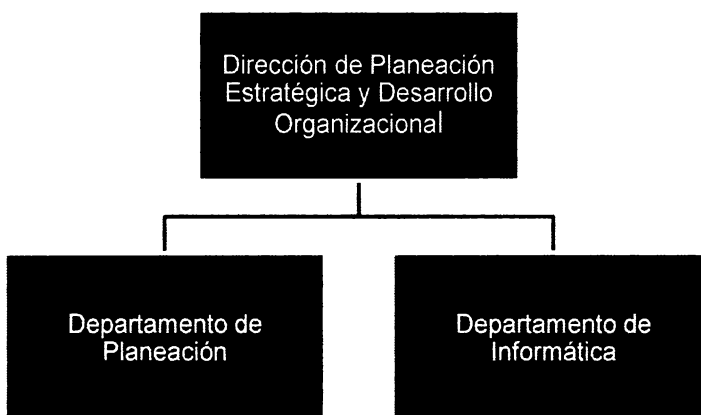 Dirección de Planeación
Estratégica y Desarrollo
Organizacional
Departamento de
Planeación
Departamento de
Informática